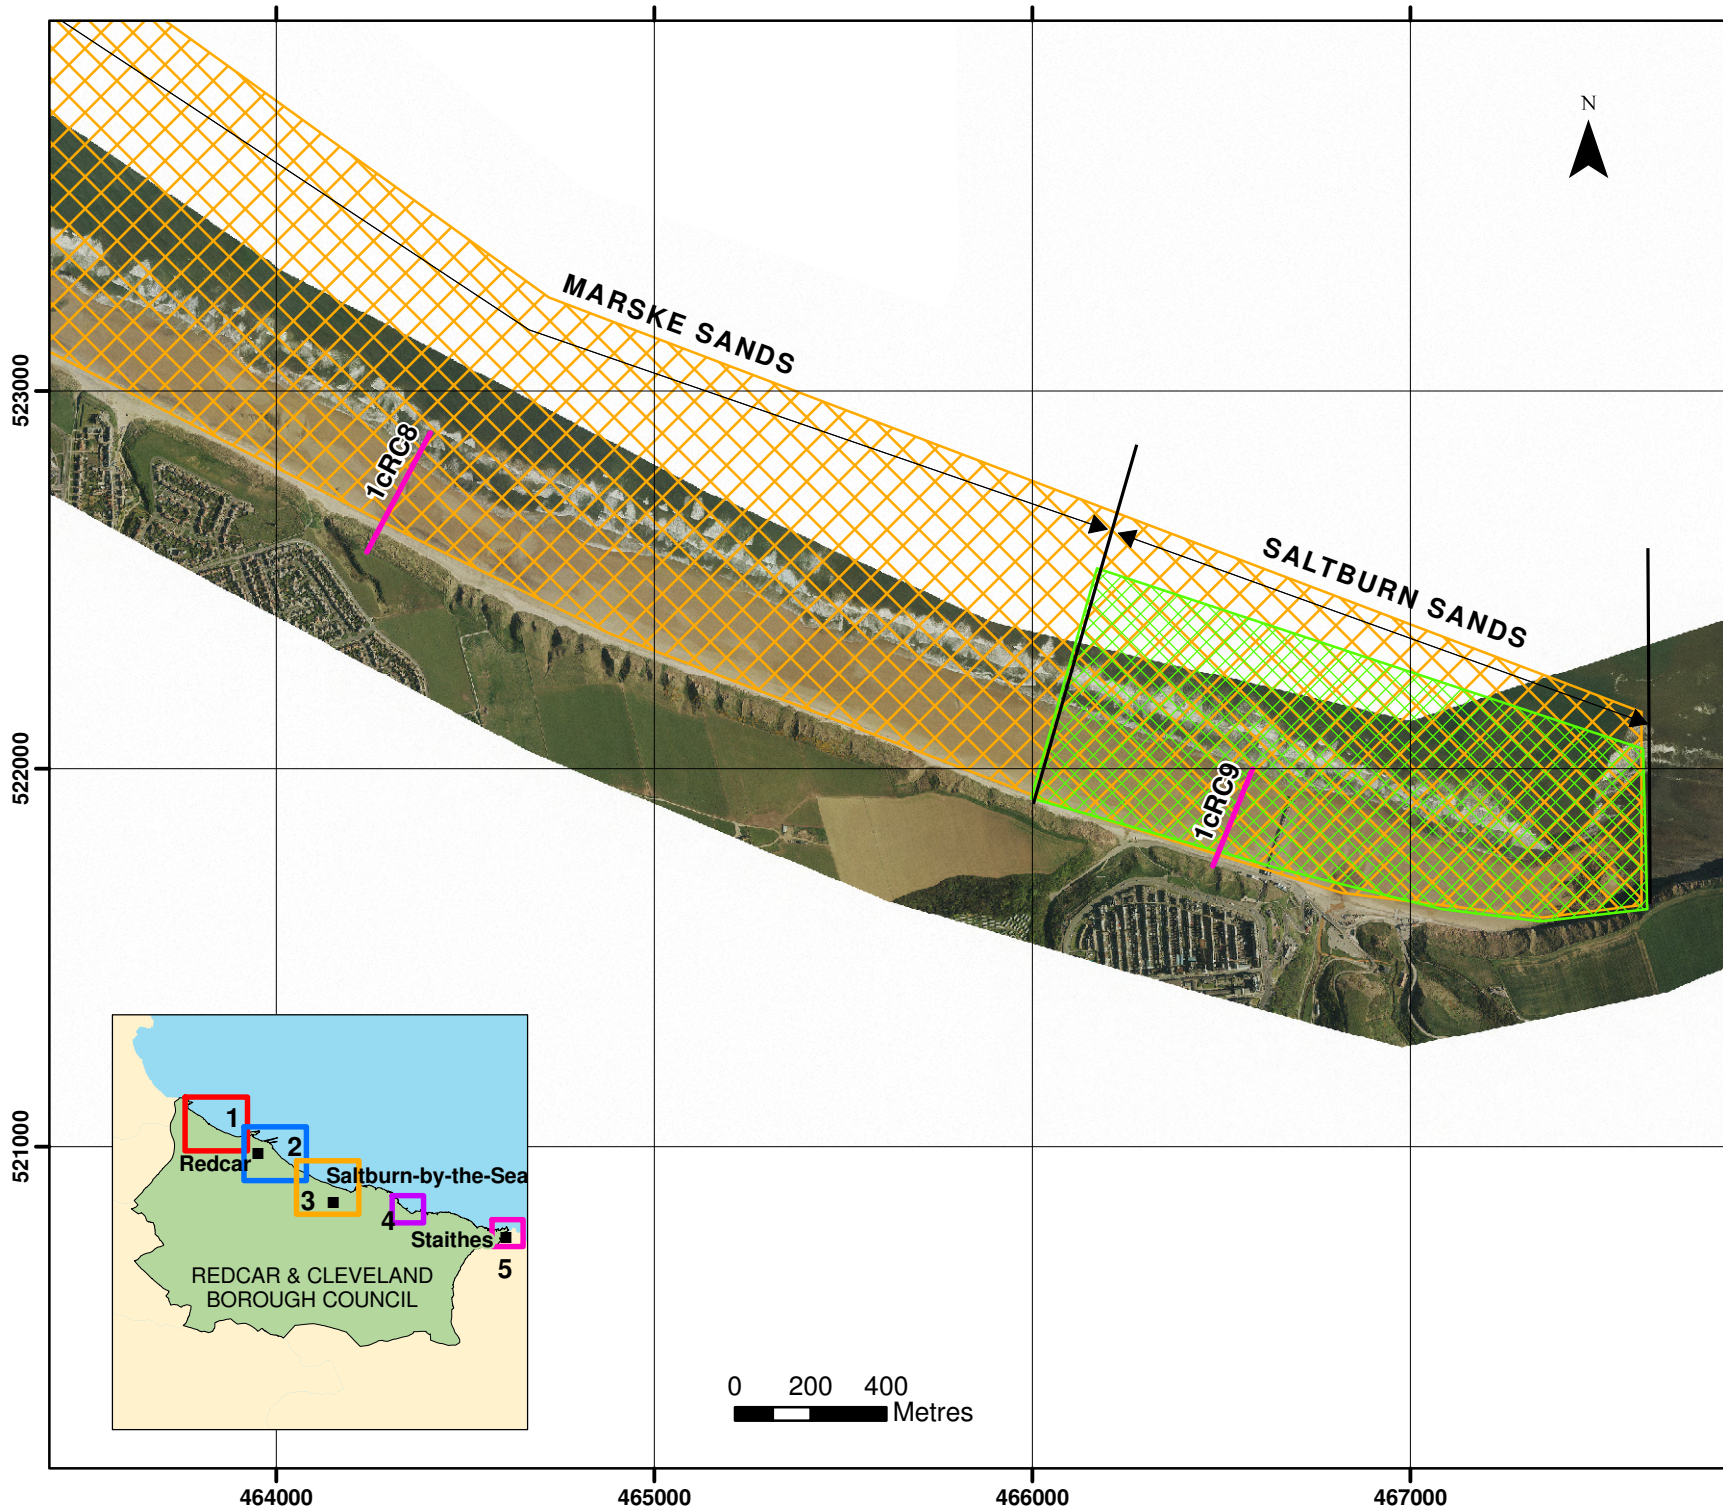 N
MARSKE SANDS
SALTBURN SANDS
523000
1cRC8
522000
1cRC9
521000
1
2
Redcar
Saltburn-by-the-Sea
3
4
Staithes
5
REDCAR & CLEVELAND
BOROUGH COUNCIL
0 200 400
Metres
464000 465000 466000 467000